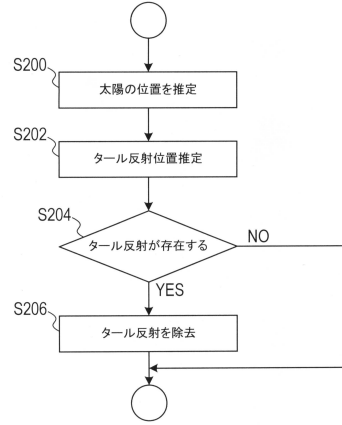 S200
太陽の位置を推定
S202
タール反射位置推定
S204
タール反射が存在する
NO
YES
S206
タール反射を除去